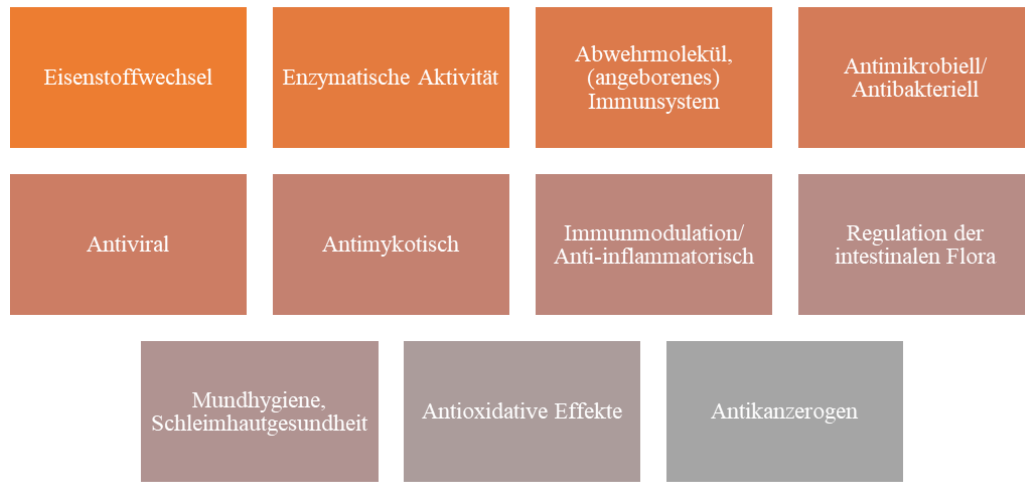 Eisenstoffwechsel
Enzymatische Aktivität
Abwehrmolekül,
(angeborenes)
Immunsystem
Antimikrobiell/
Antibakteriell
Antiviral
Antimykotisch
Immunmodulation/
Anti-inflammatorisch
Regulation der
intestinalen Flora
Mundhygiene,
Schleimhautgesundheit
Antioxidative Effekte
Antikanzerogen